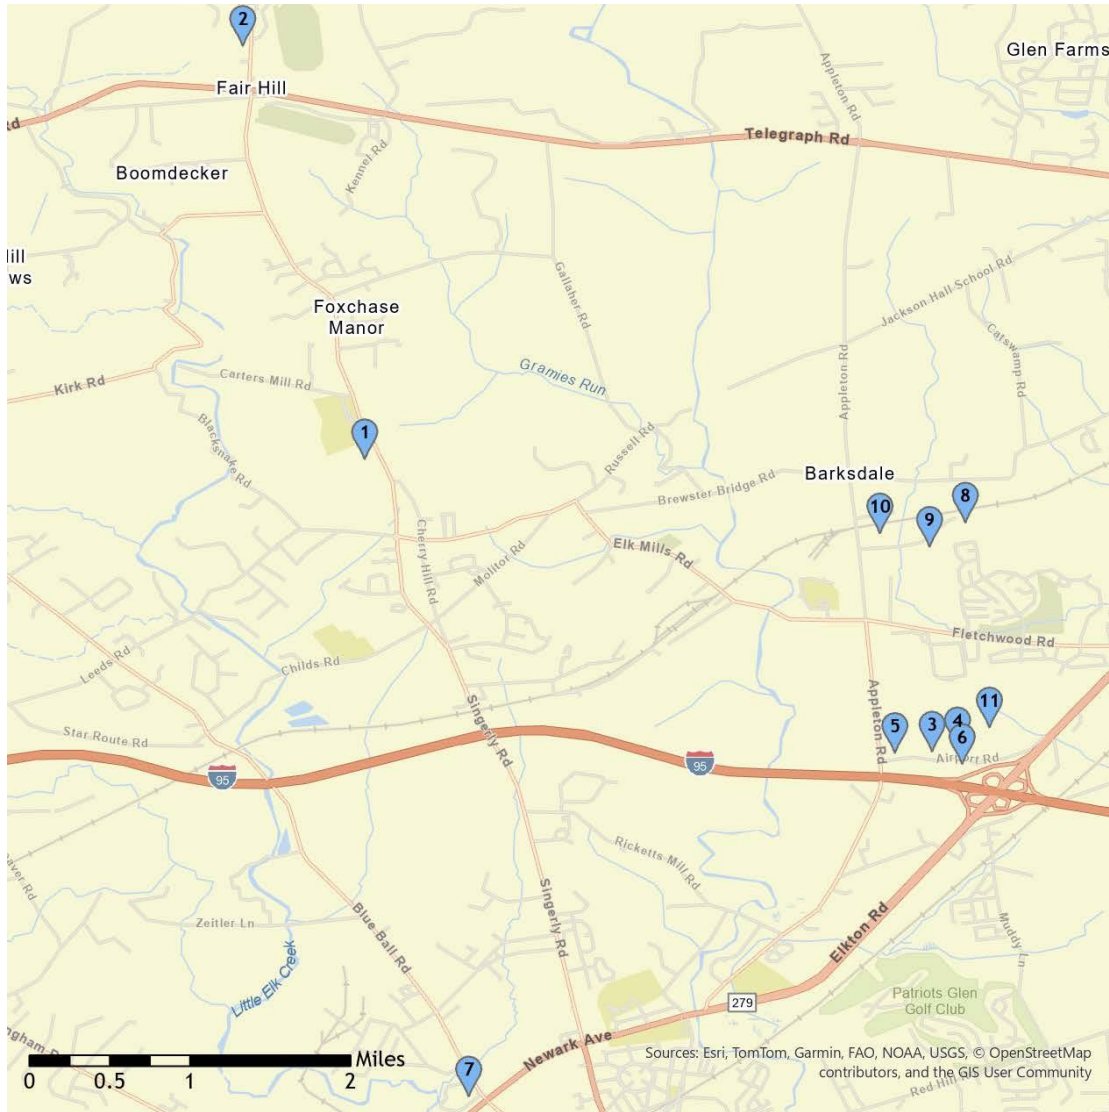 2
Fair Hill
Glen Farms
Rd
Telegraph Rd
Appleton Rd
Kennel Rd
Boomdecker
Gallaher Rd
Jackson Hall School Rd
Foxchase
Manor
Catswamp Rd
Appleton Rd
Kirk Rd
Carters Mill Rd
Gramies Run
Blacksnake Rd
1
Russell Rd
Barksdale
Brewster Bridge Rd
10
8
9
Cherry Hill Rd
Molitor Rd
Elk Mills Rd
Fletchwood Rd
Leeds Rd
Childs Rd
Singerly Rd
Appleton Rd
11
5
3
4
6
Star Route Rd
Airport Rd
95
95
Ricketts Mill Rd
Singerly Rd
Zeitler Ln
Blue Ball Rd
Elkton Rd
Muddy Ln
Little Elk Creek
Patriots Glen
Golf Club
279
Newark Ave
7
Miles
0 0.5 1 2
Sources: Esri, TomTom, Garmin, FAO, NOAA, USGS, © OpenStreetMap
contributors, and the GIS User Community
Red Hill Rd